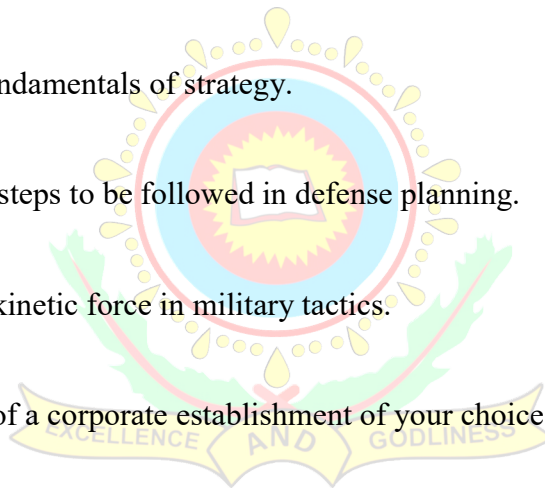 ndamentals of strategy.
steps to be followed in defense planning.
kinetic force in military tactics.
of a corporate establishment of your choice
EXCELLENCE AND GODLINESS